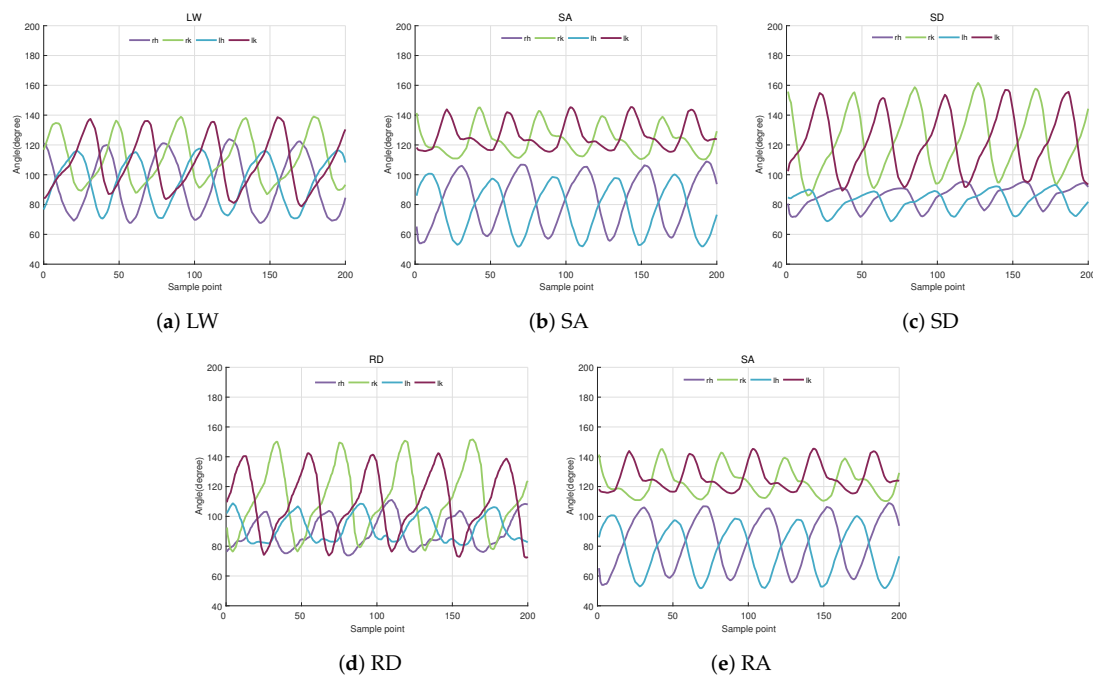 LW
rh rk lh lk
Angle(degree)
200
180
160
140
120
100
80
60
40
0 50 100 150 200
Sample point
(a) LW
SA
rh rk lh lk
Angle(degree)
200
180
160
140
120
100
80
60
40
0 50 100 150 200
Sample point
(b) SA
SD
rh rk lh lk
Angle(degree)
200
180
160
140
120
100
80
60
40
0 50 100 150 200
Sample point
(c) SD
RD
rh rk lh lk
Angle(degree)
200
180
160
140
120
100
80
60
40
0 50 100 150 200
Sample point
(d) RD
SA
rh rk lh lk
Angle(degree)
200
180
160
140
120
100
80
60
40
0 50 100 150 200
Sample point
(e) RA